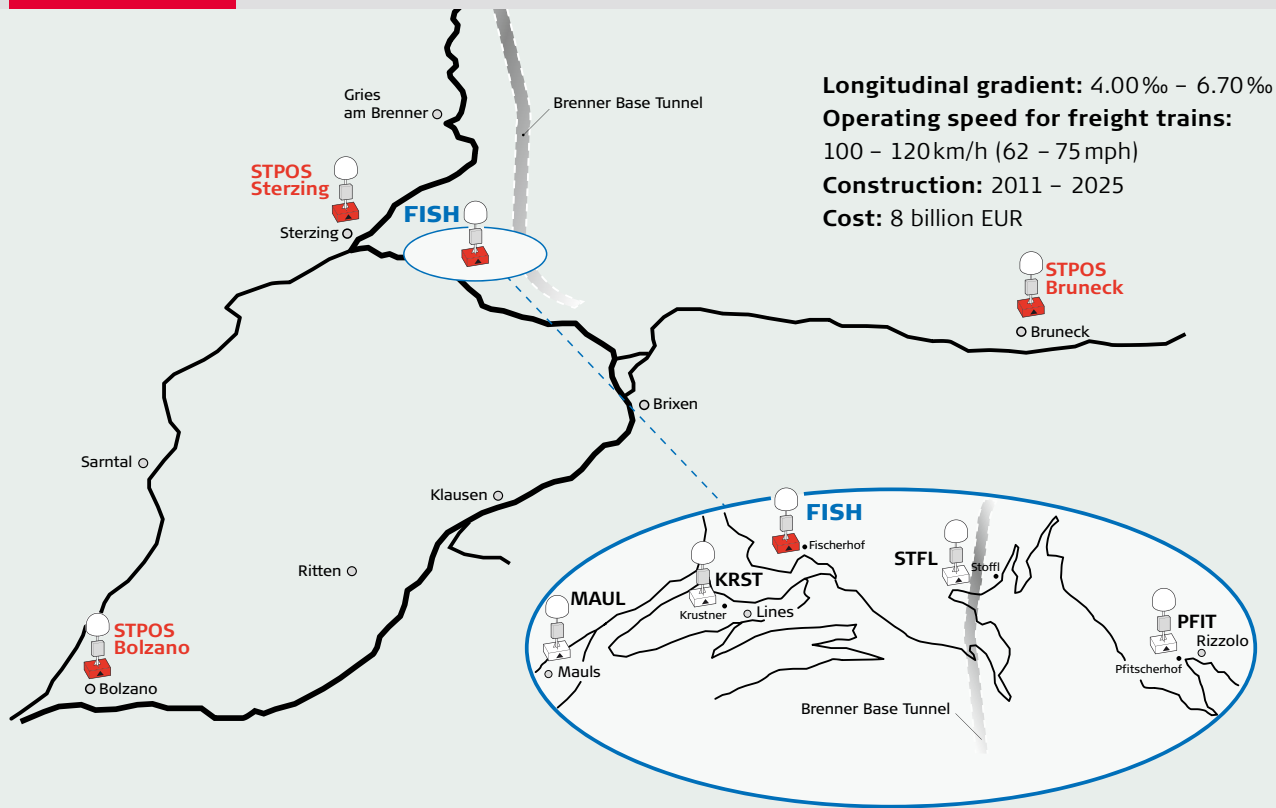 Longitudinal gradient: 4.00 ‰ – 6.70 ‰
Operating speed for freight trains:
100 – 120 km/h (62 – 75 mph)
Construction: 2011 – 2025
Cost: 8 billion EUR
Gries
am Brenner
Brenner Base Tunnel
STPOS
Sterzing
Sterzing
FISH
STPOS
Bruneck
Bruneck
Brixen
Sarntal
Klausen
Ritten
STPOS
Bolzano
Bolzano
FISH
Fischerhof
STFL
Stoffl
KRST
Krustner
Lines
MAUL
Mauls
PFIT
Rizzolo
Pfitscherhof
Brenner Base Tunnel